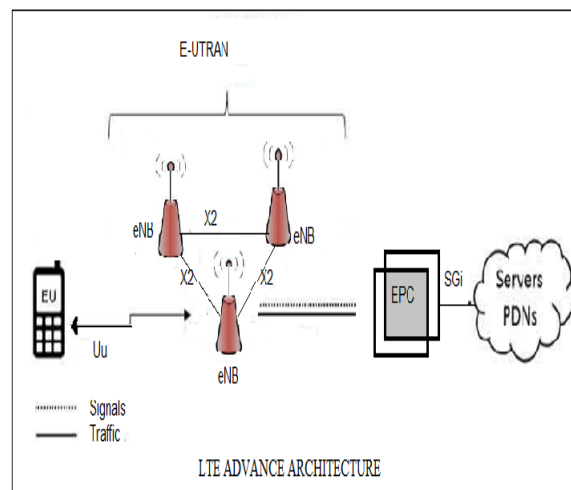 E-UTRAN
eNB
X2
eNB
X2
X2
EU
EPC
SGi
Servers
PDNs
Uu
eNB
Signals
Traffic
LTE ADVANCE ARCHITECTURE